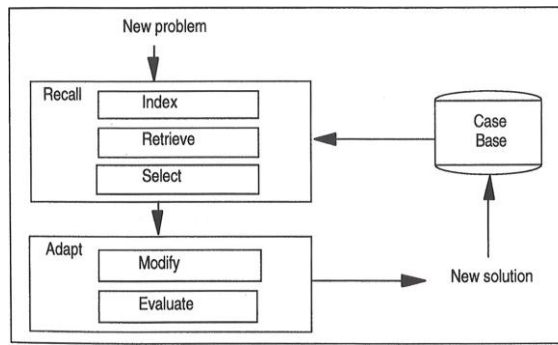 New problem
Recall
Index
Retrieve
Select
Case
Base
Adapt
Modify
Evaluate
New solution